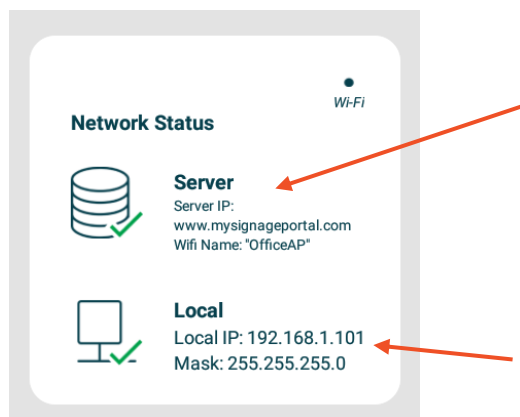 Wi-Fi
Network Status
Server
Server IP:
www.mysignageportal.com
Wifi Name: "OfficeAP"
Local
Local IP: 192.168.1.101
Mask: 255.255.255.0